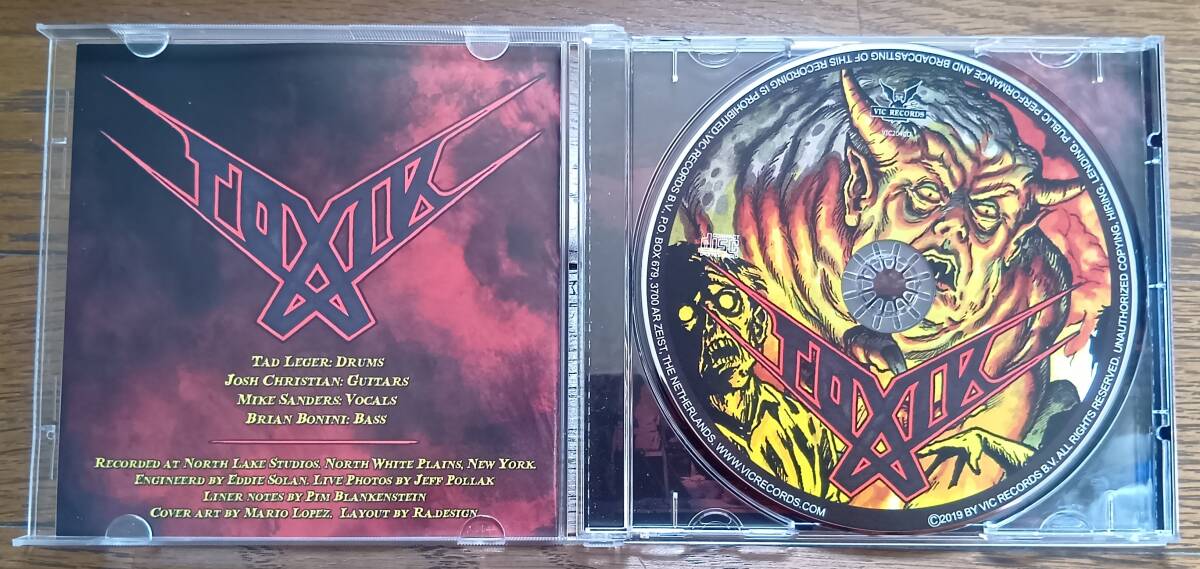 TOXIK
TAD LEGER: DRUMS
JOSH CHRISTIAN: GUITARS
MIKE SANDERS: VOCALS
BRIAN BONINI: BASS
RECORDED AT NORTH LAKE STUDIOS. NORTH WHITE PLAINS, NEW YORK.
ENGINEERD BY EDDIE SOLAN. LIVE PHOTOS BY JEFF POLLAK
LINER NOTES BY PIM BLANKENSTEIN
COVER ART BY MARIO LOPEZ. LAYOUT BY RA.DESIGN
VIC RECORDS
disc
TOXIK
©2019 BY VIC RECORDS B.V. ALL RIGHTS RESERVED. UNAUTHORIZED COPYING, HIRING, LENDING, PUBLIC PERFORMANCE AND BROADCASTING OF THIS RECORDING IS PROHIBITED. VIC RECORDS B.V., P.O. BOX 679, 3700 AR ZEIST, THE NETHERLANDS. WWW.VICRECORDS.COM